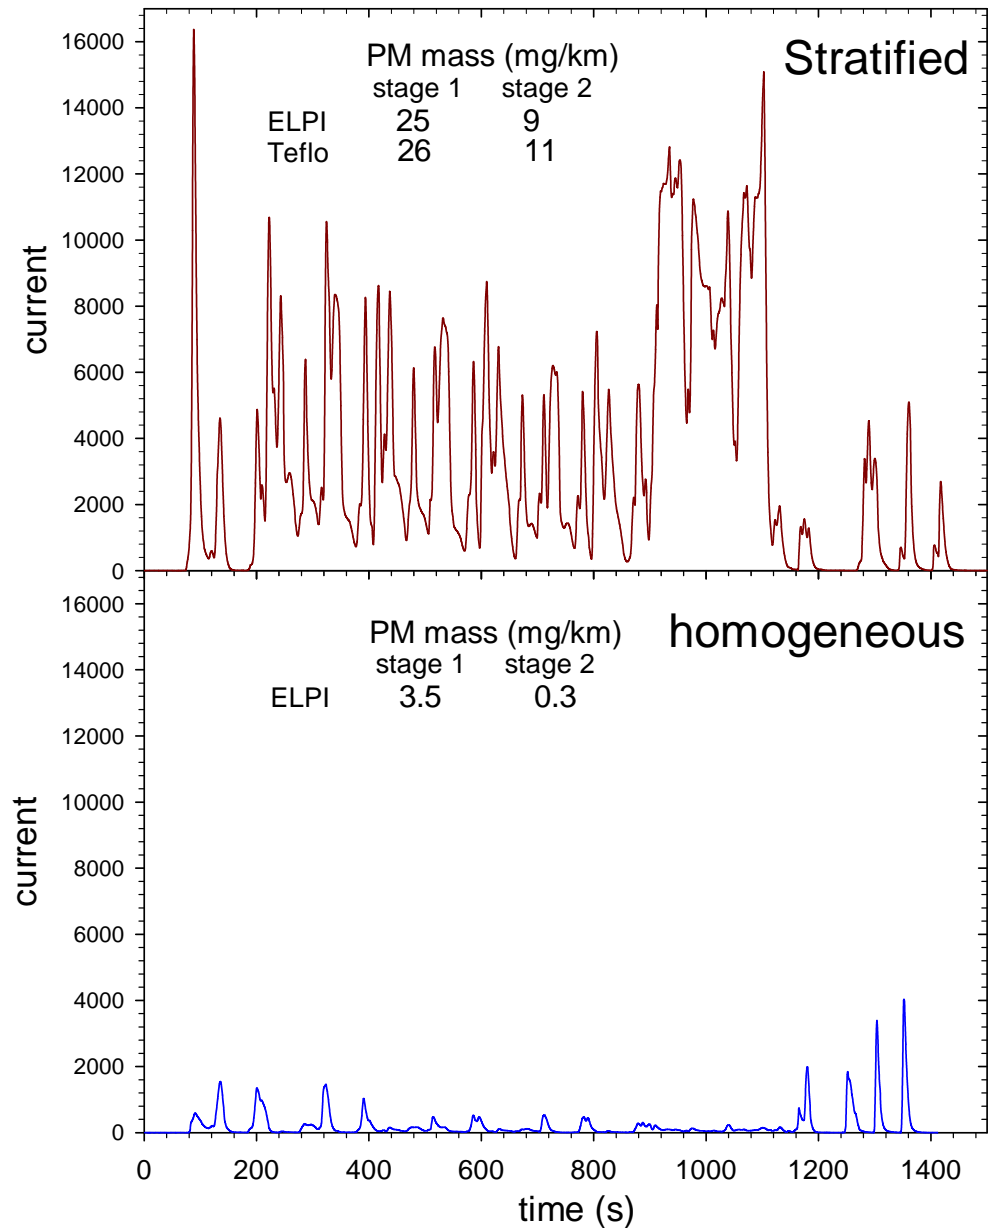 Stratified
PM mass (mg/km)
stage 1 stage 2
ELPI 25 9
Teflo 26 11
current
16000
14000
12000
10000
8000
6000
4000
2000
0
homogeneous
PM mass (mg/km)
stage 1 stage 2
ELPI 3.5 0.3
current
16000
14000
12000
10000
8000
6000
4000
2000
0
0 200 400 600 800 1000 1200 1400
time (s)